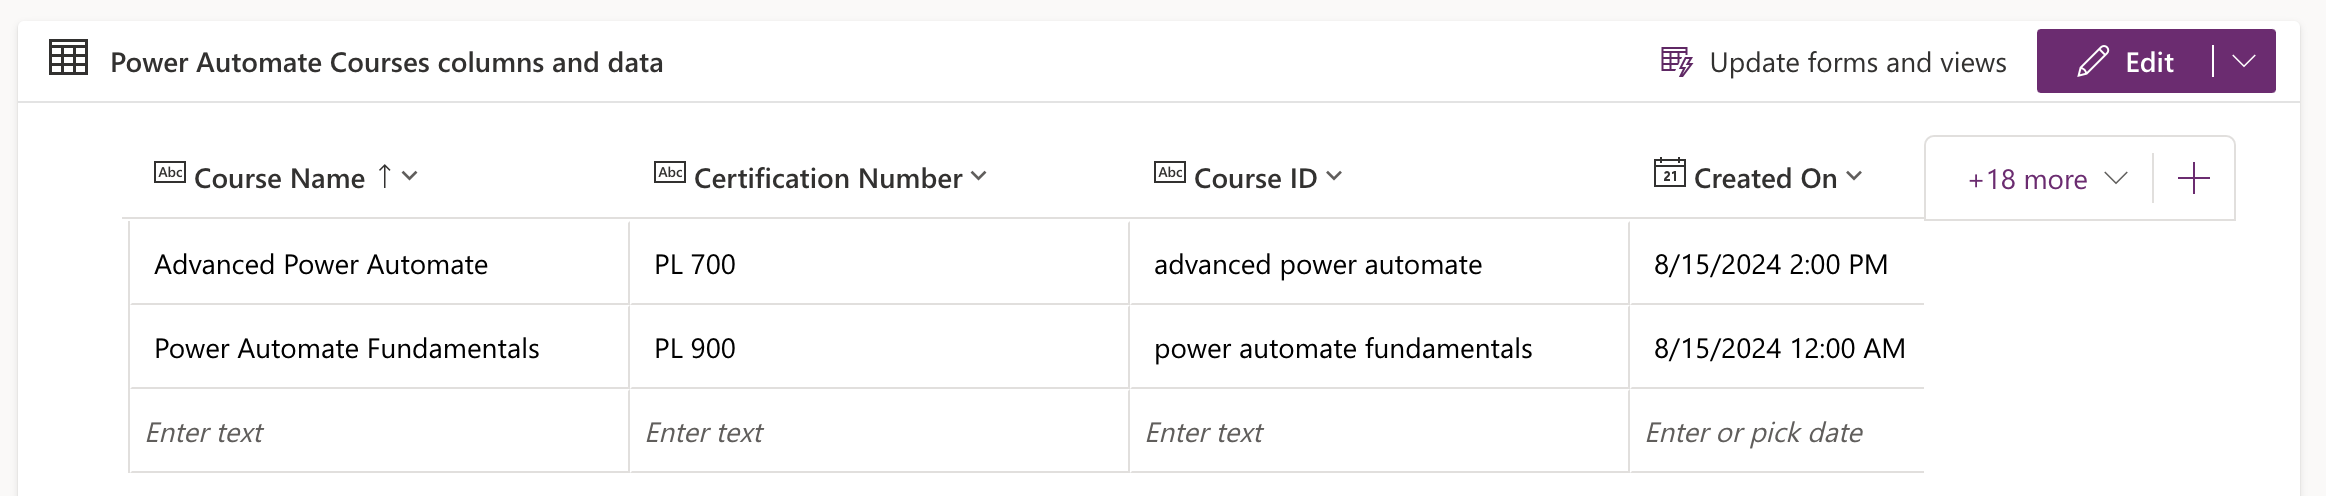 Power Automate Courses columns and data
Update forms and views
Edit
Abc Course Name ↑
Abc Certification Number
Abc Course ID
21 Created On
+18 more
Advanced Power Automate PL 700 advanced power automate 8/15/2024 2:00 PM
Power Automate Fundamentals PL 900 power automate fundamentals 8/15/2024 12:00 AM
Enter text Enter text Enter text Enter or pick date